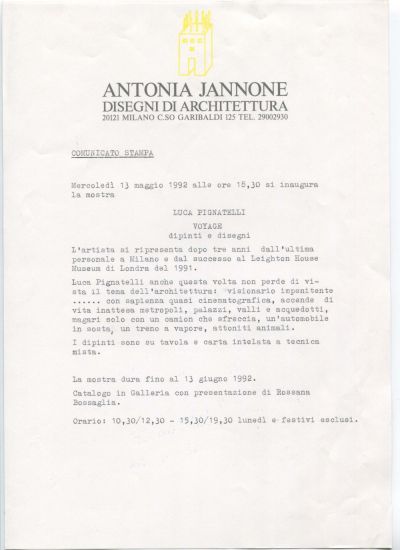 ANTONIA JANNONE
DISEGNI DI ARCHITETTURA
20121 MILANO C.SO GARIBALDI 125 TEL. 29002930
COMUNICATO STAMPA
Mercoledì 13 maggio 1992 alle ore 18,30 si inaugura
la mostra
LUCA PIGNATELLI
VOYAGE
dipinti e disegni
L'artista si ripresenta dopo tre anni dall'ultima
personale a Milano e dal successo al Leighton House
Museum di Londra del 1991.
Luca Pignatelli anche questa volta non perde di vi-
sta il tema dell'architettura: visionario impenitente
...... con sapienza quasi cinematografica, accende di
vita inattesa metropoli, palazzi, valli e acquedotti,
magari solo con un camion che sfreccia, un'automobile
in sosta, un treno a vapore, attoniti animali.
I dipinti sono su tavola e carta intelata a tecnica
mista.
La mostra dura fino al 13 giugno 1992.
Catalogo in Galleria con presentazione di Rossana
Bossaglia.
Orario: 10,30/12,30 - 15,30/19,30 lunedì e festivi esclusi.